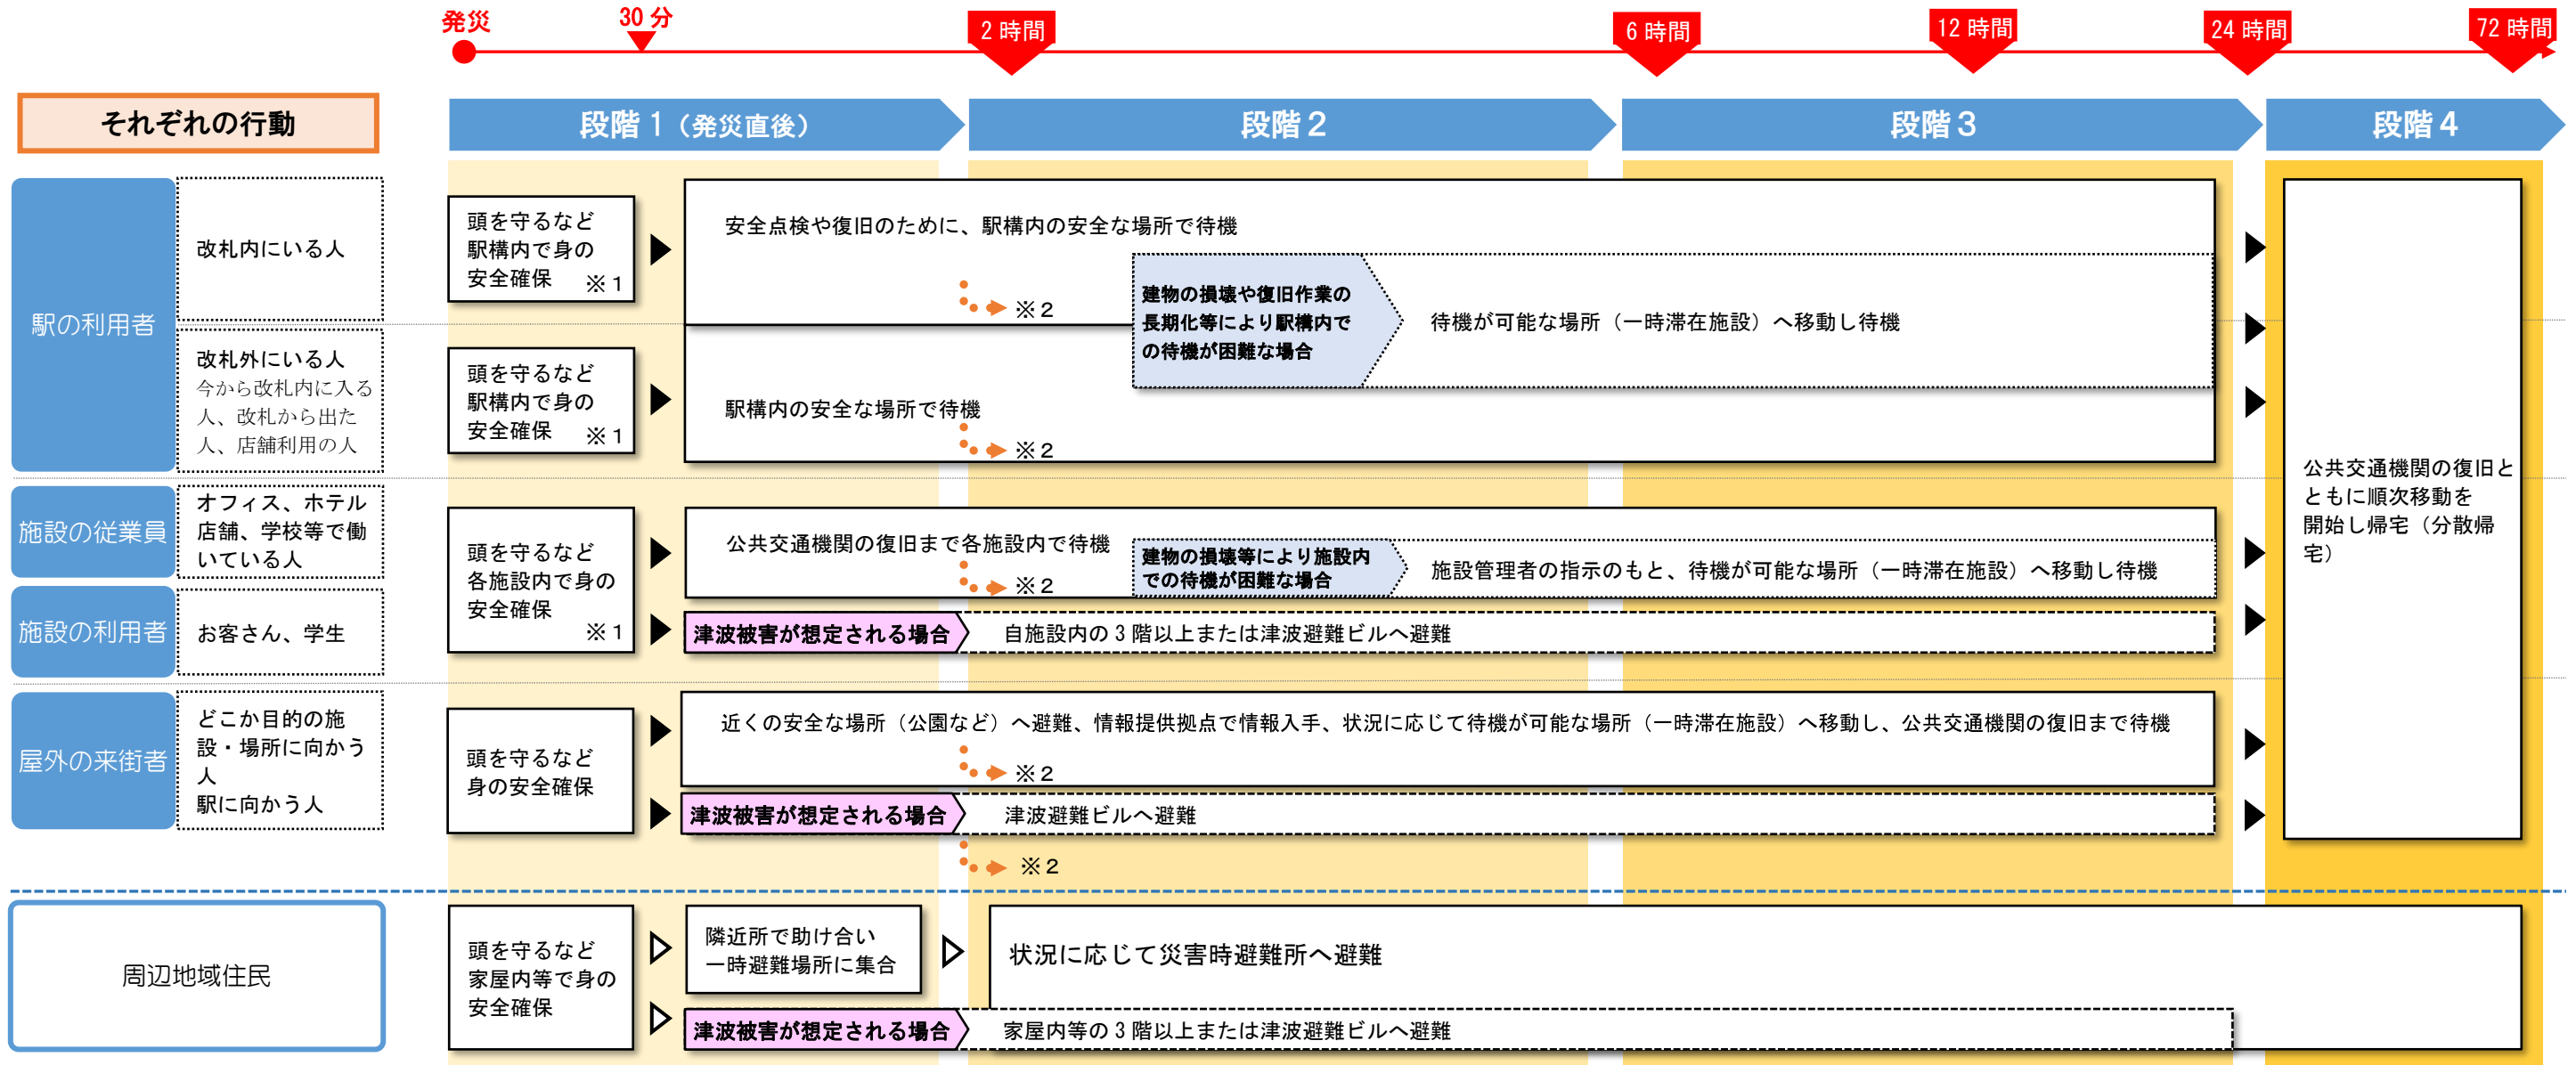 発災
30分
2時間
6時間
12時間
24時間
72時間
それぞれの行動
段階1（発災直後）
段階2
段階3
段階4
駅の利用者
改札内にいる人
頭を守るなど
駅構内で身の
安全確保 ※1
安全点検や復旧のために、駅構内の安全な場所で待機
※2
建物の損壊や復旧作業の
長期化等により駅構内で
の待機が困難な場合
待機が可能な場所（一時滞在施設）へ移動し待機
改札外にいる人
今から改札内に入る
人、改札から出た
人、店舗利用の人
頭を守るなど
駅構内で身の
安全確保 ※1
駅構内の安全な場所で待機
※2
施設の従業員
オフィス、ホテル
店舗、学校等で働
いている人
施設の利用者
お客さん、学生
頭を守るなど
各施設内で身の
安全確保
※1
公共交通機関の復旧まで各施設内で待機
※2
建物の損壊等により施設内
での待機が困難な場合
施設管理者の指示のもと、待機が可能な場所（一時滞在施設）へ移動し待機
津波被害が想定される場合
自施設内の3階以上または津波避難ビルへ避難
屋外の来街者
どこか目的の施
設・場所に向かう
人
駅に向かう人
頭を守るなど
身の安全確保
近くの安全な場所（公園など）へ避難、情報提供拠点で情報入手、状況に応じて待機が可能な場所（一時滞在施設）へ移動し、公共交通機関の復旧まで待機
※2
津波被害が想定される場合
津波避難ビルへ避難
※2
公共交通機関の復旧と
ともに順次移動を
開始し帰宅（分散帰
宅）
周辺地域住民
頭を守るなど
家屋内等で身の
安全確保
隣近所で助け合い
一時避難場所に集合
状況に応じて災害時避難所へ避難
津波被害が想定される場合
家屋内等の3階以上または津波避難ビルへ避難